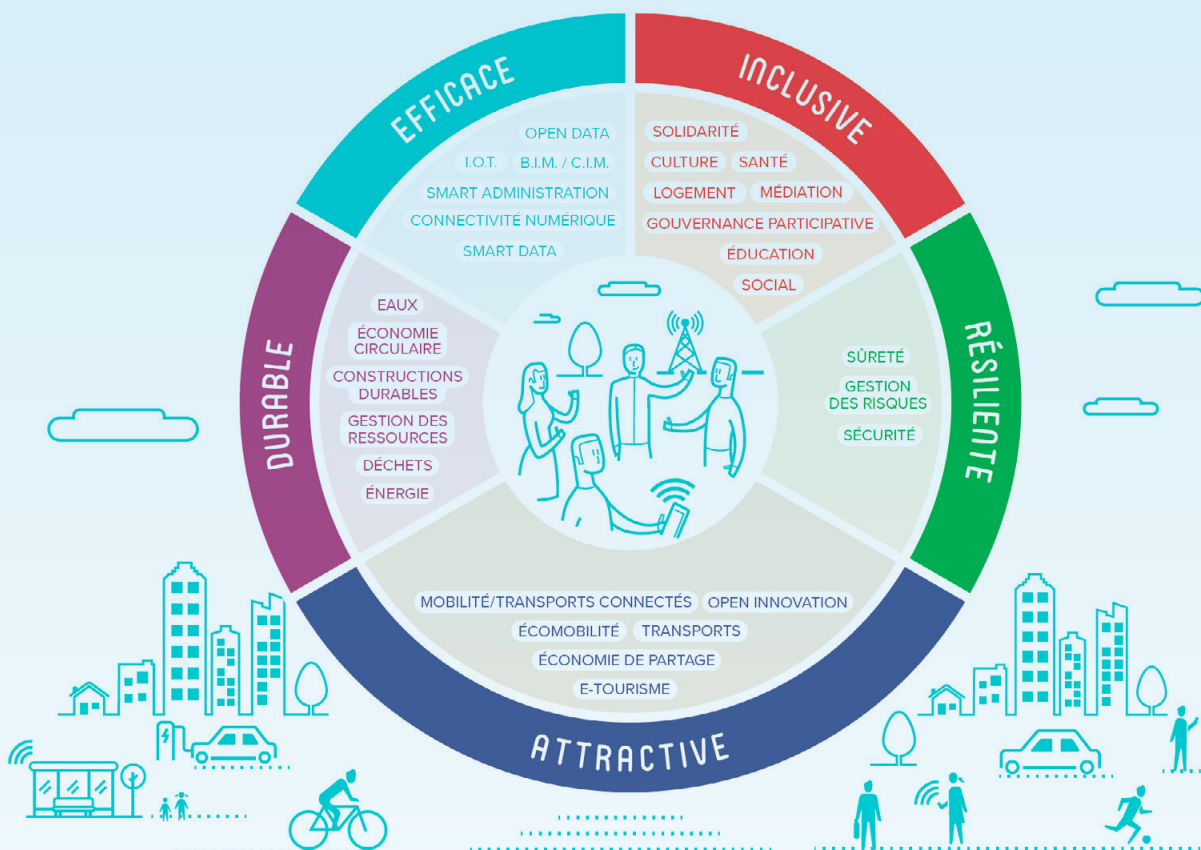 EFFICACE
OPEN DATA
I.O.T. B.I.M. / C.I.M.
SMART ADMINISTRATION
CONNECTIVITÉ NUMÉRIQUE
SMART DATA
INCLUSIVE
SOLIDARITÉ
CULTURE SANTÉ
LOGEMENT MÉDIATION
GOUVERNANCE PARTICIPATIVE
ÉDUCATION
SOCIAL
RÉSILIENTE
SÛRETÉ
GESTION
DES RISQUES
SÉCURITÉ
ATTRACTIVE
MOBILITÉ/TRANSPORTS CONNECTÉS OPEN INNOVATION
ÉCOMOBILITÉ TRANSPORTS
ÉCONOMIE DE PARTAGE
E-TOURISME
DURABLE
EAUX
ÉCONOMIE
CIRCULAIRE
CONSTRUCTIONS
DURABLES
GESTION DES
RESSOURCES
DÉCHETS
ÉNERGIE